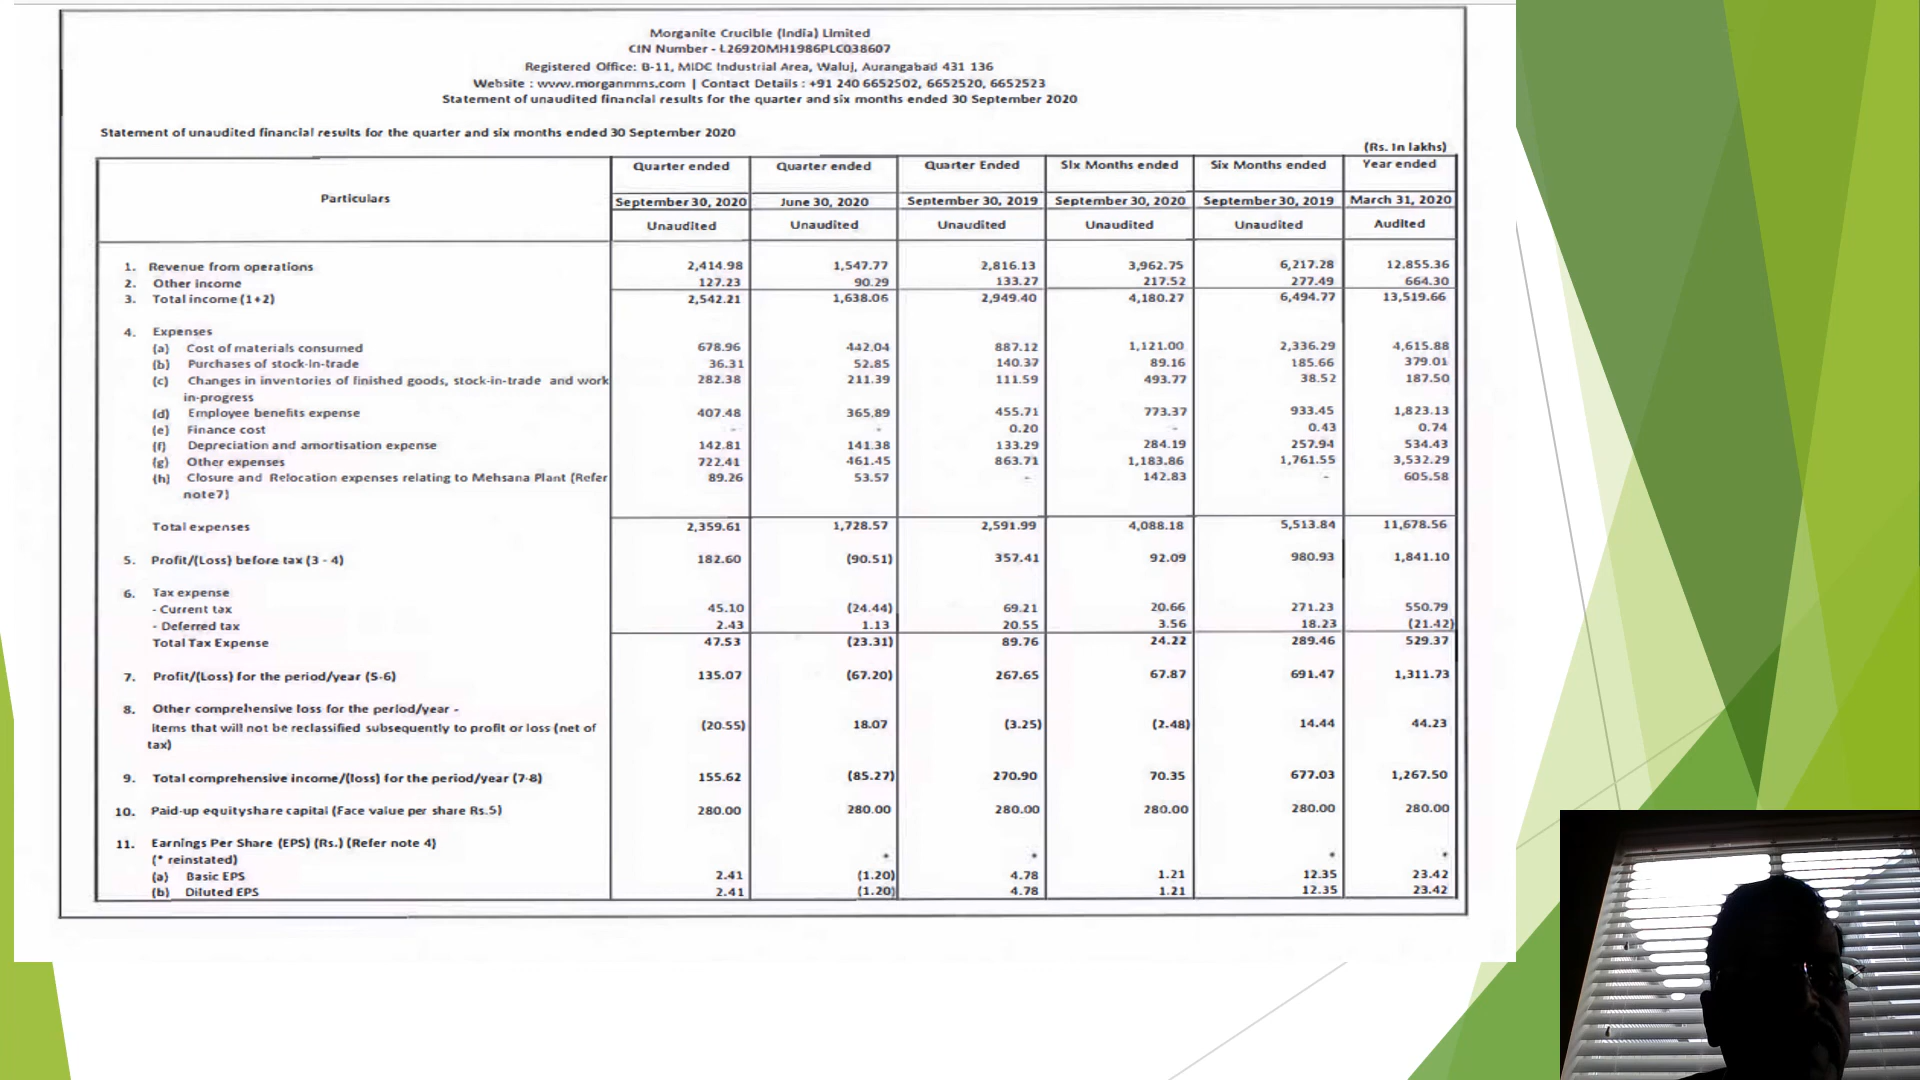 Morganite Crucible (India) Limited
CIN Number - L26920MH1986PLC038607
Registered Office: B-11, MIDC Industrial Area, Waluj, Aurangabad 431 136
Website : www.morganmms.com | Contact Details : +91 240 6652502, 6652520, 6652523
Statement of unaudited financial results for the quarter and six months ended 30 September 2020
Statement of unaudited financial results for the quarter and six months ended 30 September 2020
(Rs. In lakhs)
Particulars Quarter ended Quarter ended Quarter Ended Six Months ended Six Months ended Year ended
September 30, 2020 June 30, 2020 September 30, 2019 September 30, 2020 September 30, 2019 March 31, 2020
Unaudited Unaudited Unaudited Unaudited Unaudited Audited
1. Revenue from operations 2,414.98 1,547.77 2,816.13 3,962.75 6,217.28 12,855.36
2. Other income 127.23 90.29 133.27 217.52 277.49 664.30
3. Total income (1+2) 2,542.21 1,638.06 2,949.40 4,180.27 6,494.77 13,519.66
4. Expenses
(a) Cost of materials consumed 678.96 442.04 887.12 1,121.00 2,336.29 4,615.88
(b) Purchases of stock-in-trade 36.31 52.85 140.37 89.16 185.66 379.01
(c) Changes in inventories of finished goods, stock-in-trade and work 282.38 211.39 111.59 493.77 38.52 187.50
in-progress
(d) Employee benefits expense 407.48 365.89 455.71 773.37 933.45 1,823.13
(e) Finance cost - - 0.20 - 0.43 0.74
(f) Depreciation and amortisation expense 142.81 141.38 133.29 284.19 257.94 534.43
(g) Other expenses 722.41 461.45 863.71 1,183.86 1,761.55 3,532.29
(h) Closure and Relocation expenses relating to Mehsana Plant (Refer 89.26 53.57 - 142.83 - 605.58
note7)
Total expenses 2,359.61 1,728.57 2,591.99 4,088.18 5,513.84 11,678.56
5. Profit/(Loss) before tax (3 - 4) 182.60 (90.51) 357.41 92.09 980.93 1,841.10
6. Tax expense
- Current tax 45.10 (24.44) 69.21 20.66 271.23 550.79
- Deferred tax 2.43 1.13 20.55 3.56 18.23 (21.42)
Total Tax Expense 47.53 (23.31) 89.76 24.22 289.46 529.37
7. Profit/(Loss) for the period/year (5-6) 135.07 (67.20) 267.65 67.87 691.47 1,311.73
8. Other comprehensive loss for the period/year -
items that will not be reclassified subsequently to profit or loss (net of (20.55) 18.07 (3.25) (2.48) 14.44 44.23
tax)
9. Total comprehensive income/(loss) for the period/year (7-8) 155.62 (85.27) 270.90 70.35 677.03 1,267.50
10. Paid-up equityshare capital (Face value per share Rs.5) 280.00 280.00 280.00 280.00 280.00 280.00
11. Earnings Per Share (EPS) (Rs.) (Refer note 4)
(* reinstated) * * * *
(a) Basic EPS 2.41 (1.20) 4.78 1.21 12.35 23.42
(b) Diluted EPS 2.41 (1.20) 4.78 1.21 12.35 23.42